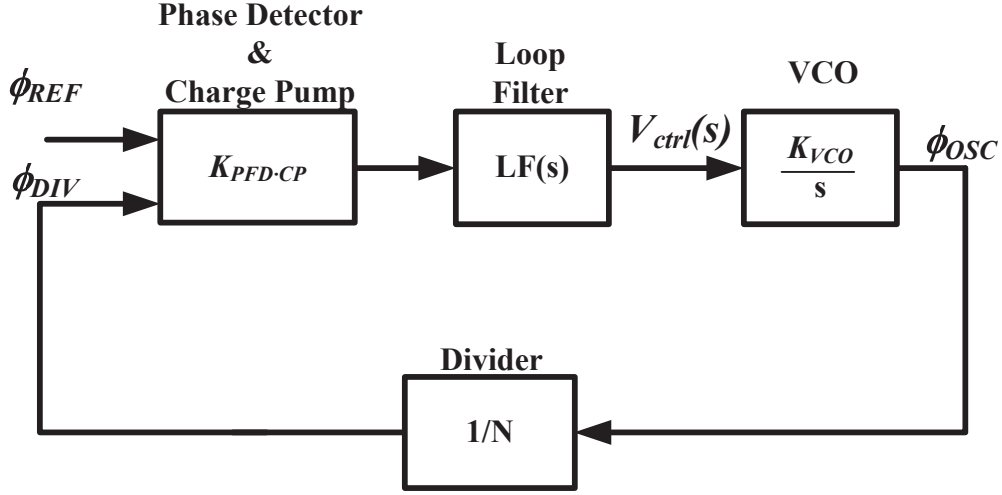 Phase Detector
&
Charge Pump
Loop
Filter
VCO
ϕREF
ϕDIV
KPFD·CP
LF(s)
Vctrl(s)
KVCO
s
ϕOSC
Divider
1/N